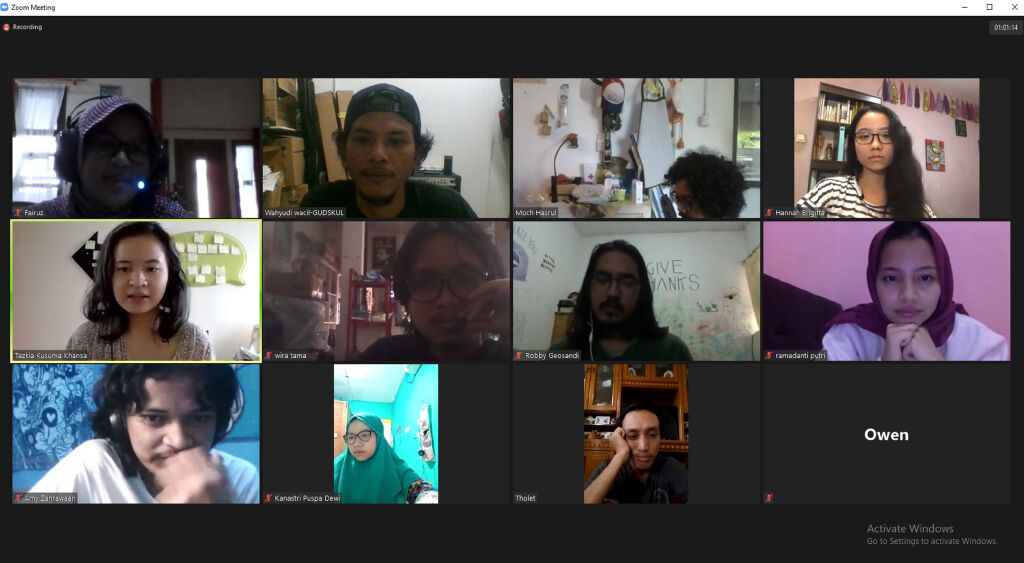 Zoom Meeting
Recording
01:01:14
Fairuz
Wahyudi wacil-GUDSKUL
Moch Hasrul
Hannah Brigitta
Tazkia Kusuma Khansa
wira tama
GIVE
THANKS
Robby Geosandi
ramadanti putri
Amy Zahrawaan
Kanastri Puspa Dewi
Tholet
Owen
Activate Windows
Go to Settings to activate Windows.